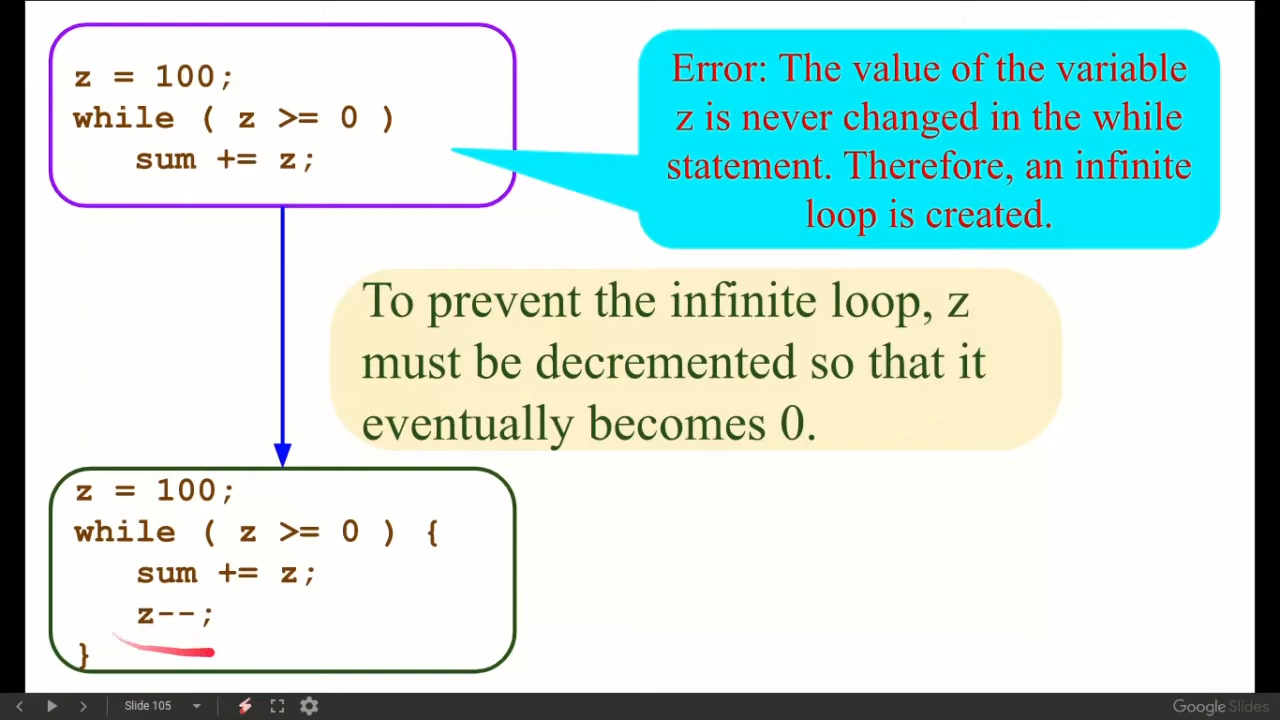 z = 100;
while ( z >= 0 )
sum += z;
Error: The value of the variable
z is never changed in the while
statement. Therefore, an infinite
loop is created.
To prevent the infinite loop, z
must be decremented so that it
eventually becomes 0.
z = 100;
while ( z >= 0 ) {
sum += z;
z--;
}
Slide 105
Google Slides